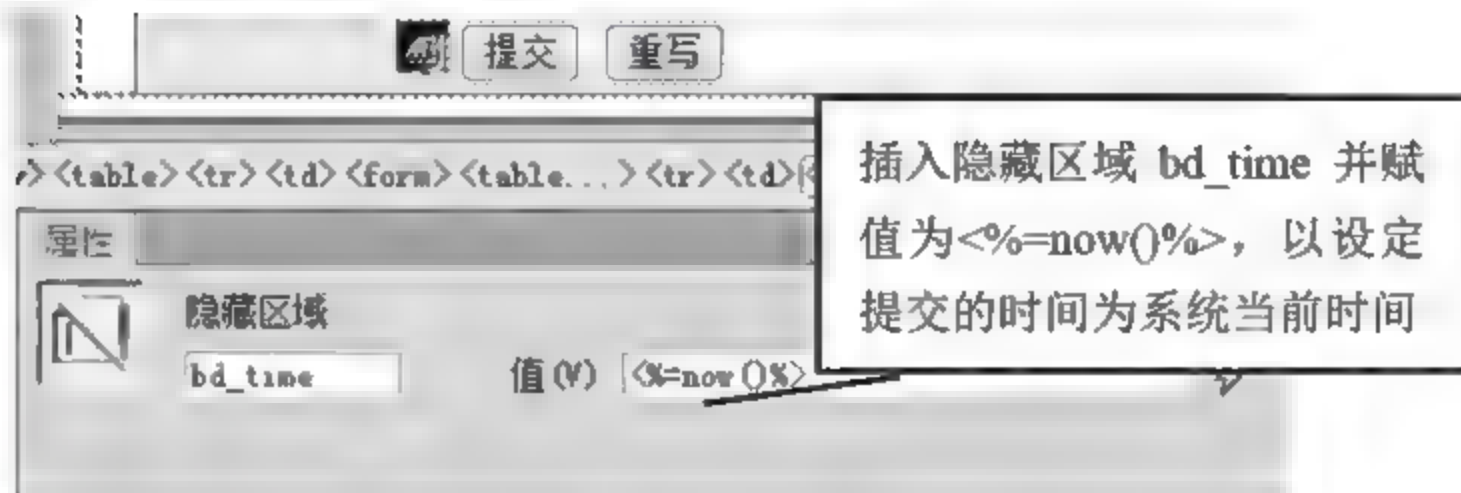 提交 重写
<table><tr><td><form><table...><tr><td>
插入隐藏区域 bd_time 并赋
值为<%=now()%>，以设定
提交的时间为系统当前时间
属性
隐藏区域
bd_time 值(V) <%=now()%>